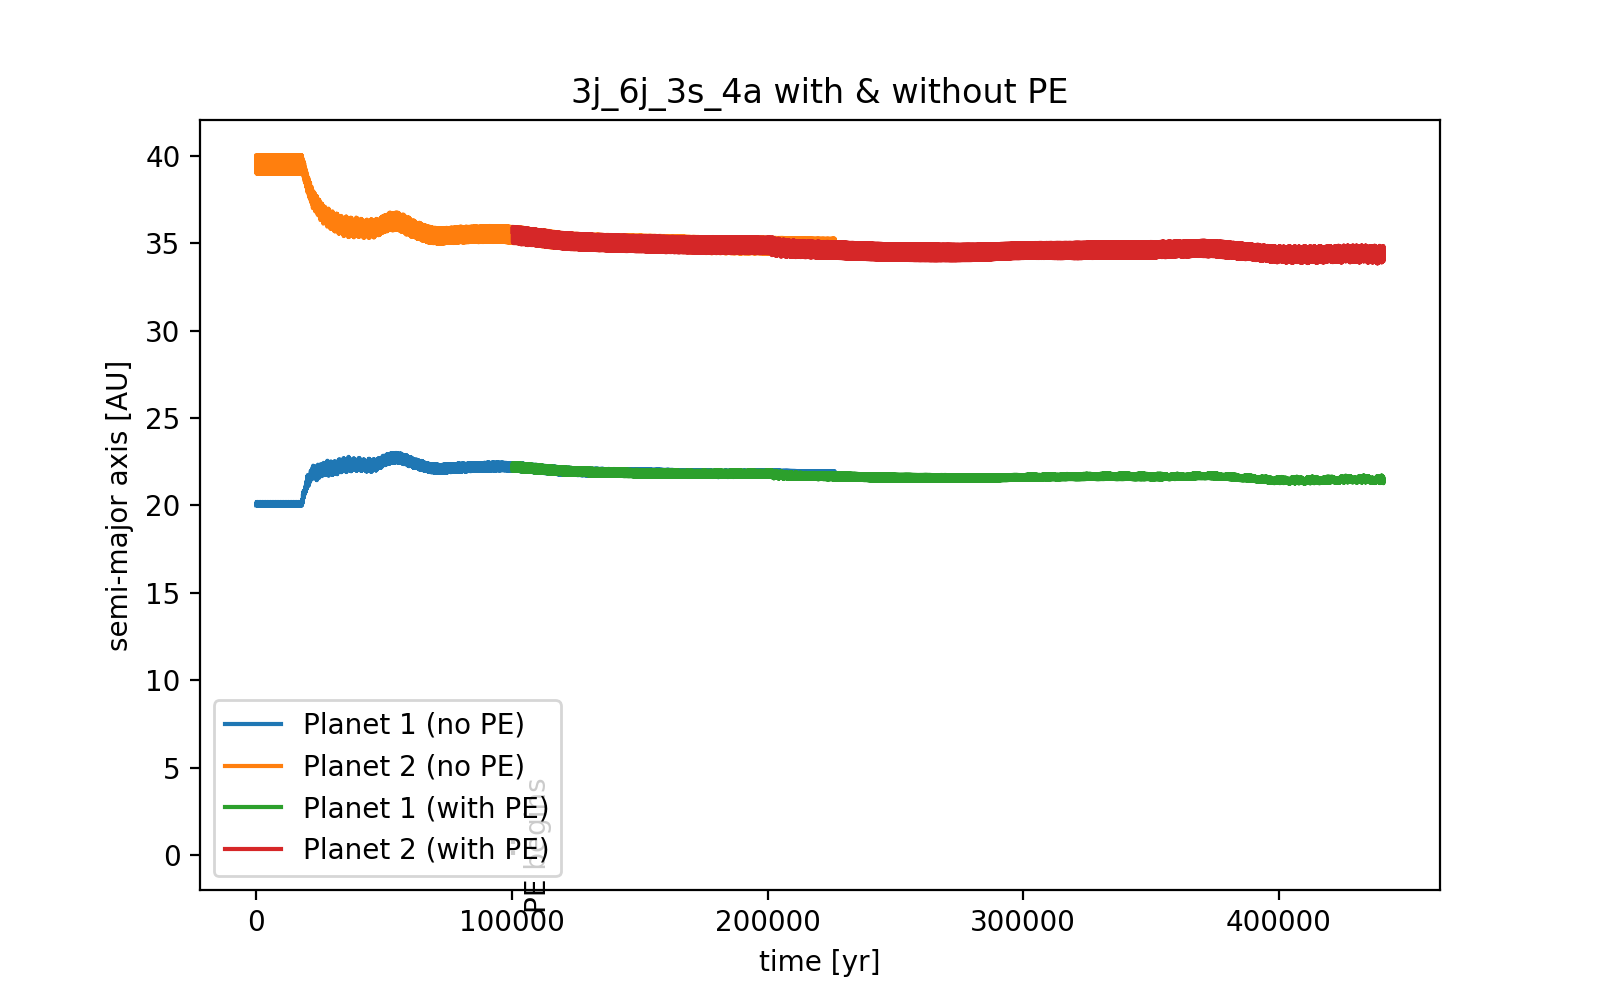 3j_6j_3s_4a with & without PE
semi-major axis [AU]
40
35
30
25
20
15
10
5
0
Planet 1 (no PE)
Planet 2 (no PE)
Planet 1 (with PE)
Planet 2 (with PE)
PE begins
0
100000
200000
300000
400000
time [yr]